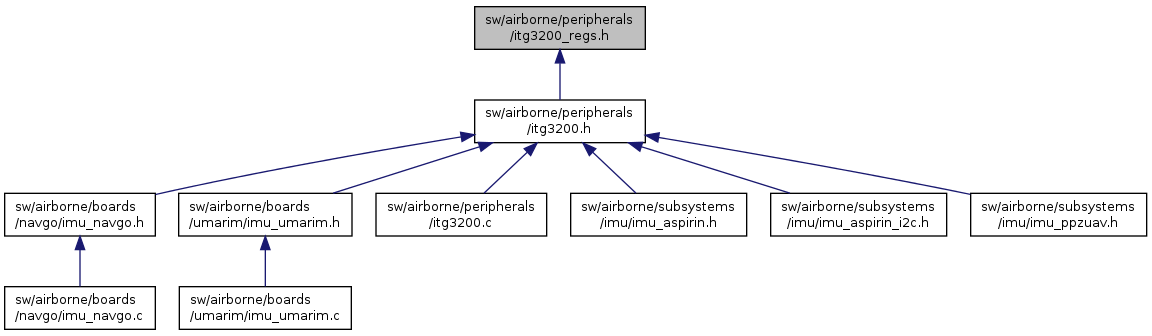 sw/airborne/peripherals
/itg3200_regs.h
sw/airborne/peripherals
/itg3200.h
sw/airborne/boards
/navgo/imu_navgo.h
sw/airborne/boards
/umarim/imu_umarim.h
sw/airborne/peripherals
/itg3200.c
sw/airborne/subsystems
/imu/imu_aspirin.h
sw/airborne/subsystems
/imu/imu_aspirin_i2c.h
sw/airborne/subsystems
/imu/imu_ppzuav.h
sw/airborne/boards
/navgo/imu_navgo.c
sw/airborne/boards
/umarim/imu_umarim.c